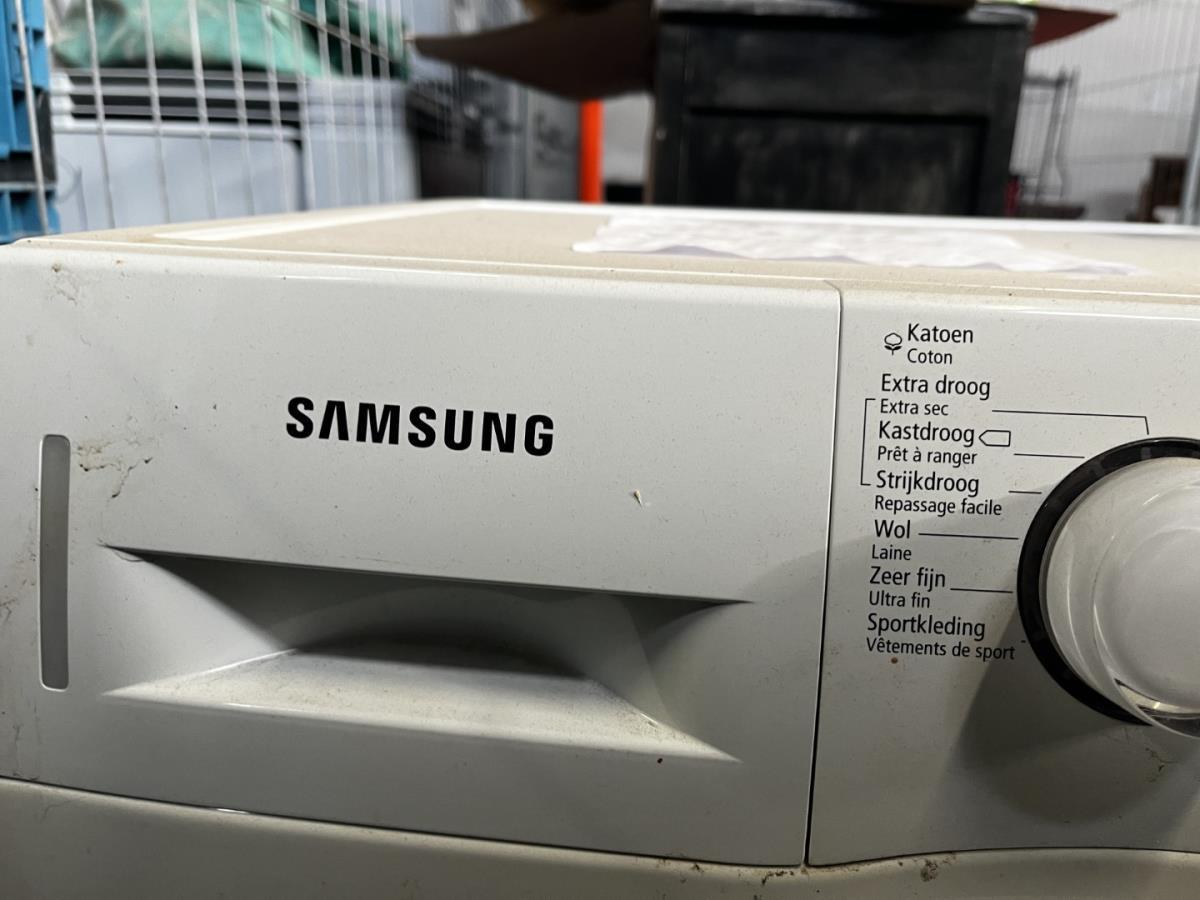 SAMSUNG
Katoen
Coton
Extra droog
Extra sec
Kastdroog
Prêt à ranger
Strijkdroog
Repassage facile
Wol
Laine
Zeer fijn
Ultra fin
Sportkleding
Vêtements de sport